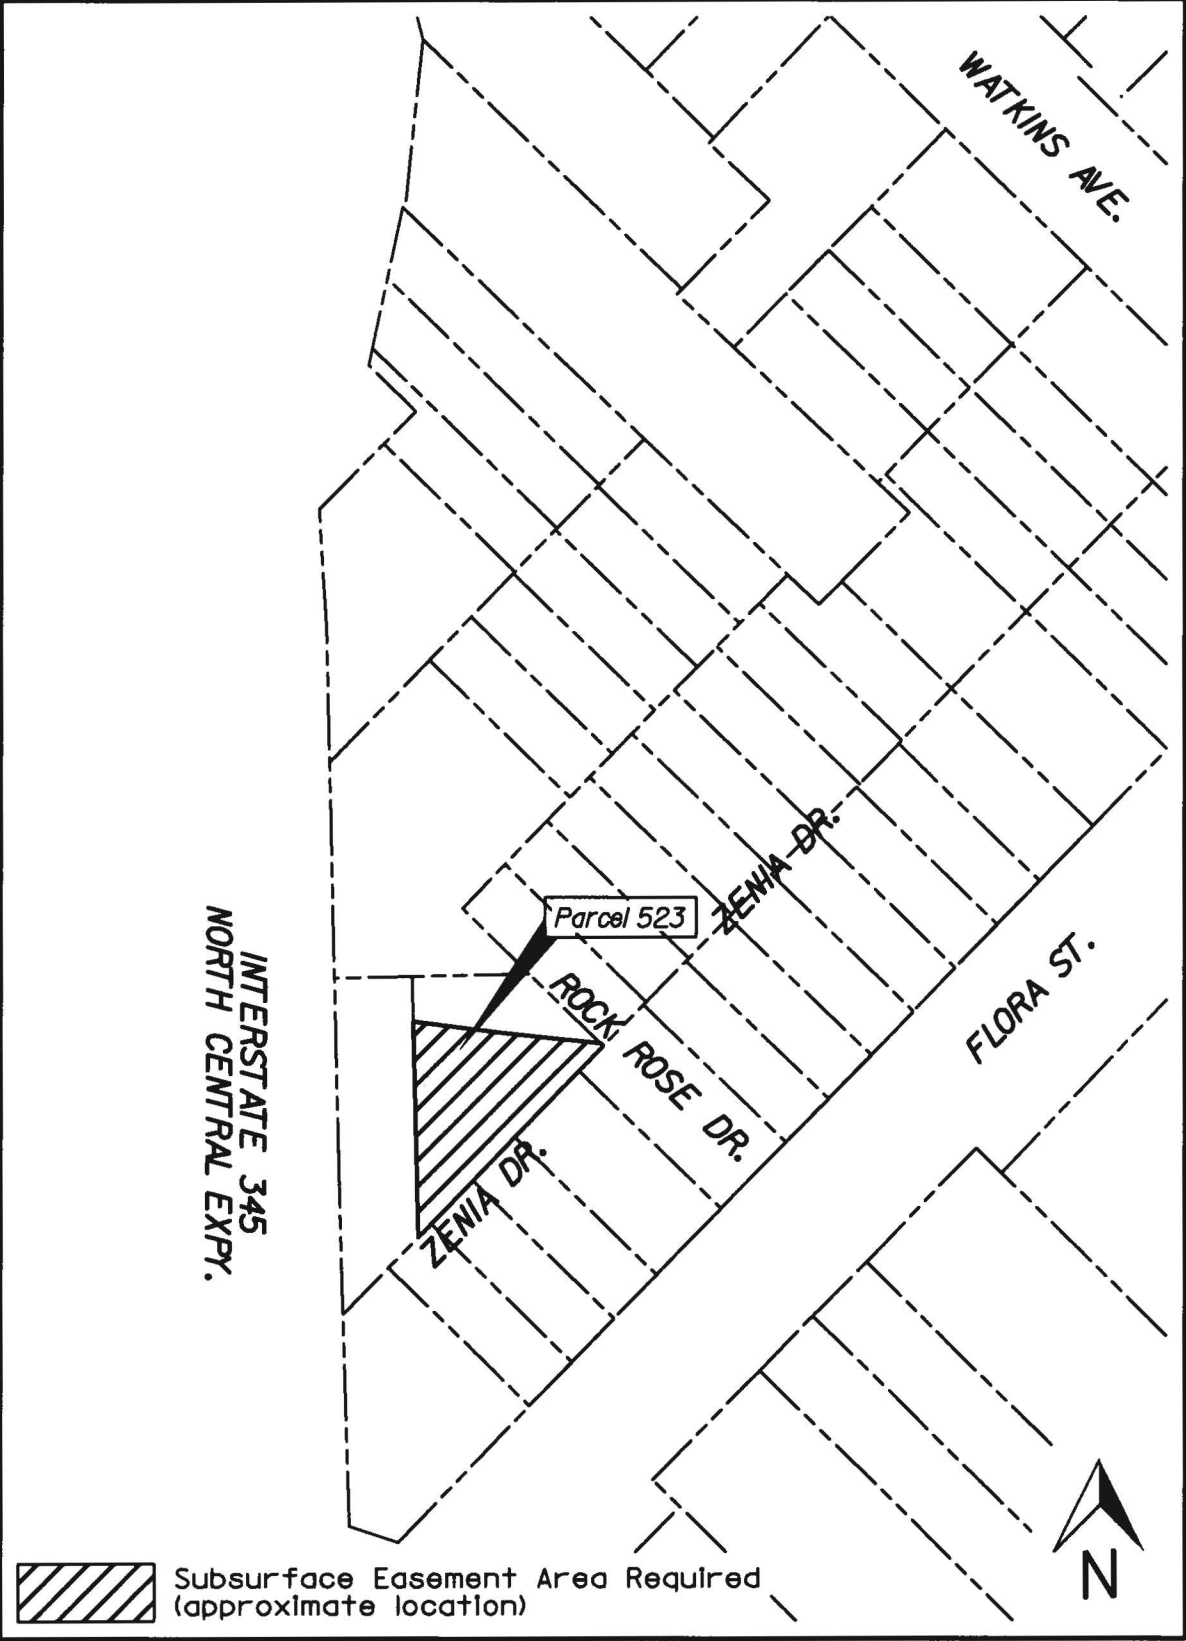 WATKINS AVE.
ZENIA DR.
Parcel 523
FLORA ST.
ROCK ROSE DR.
INTERSTATE 345
NORTH CENTRAL EXPY.
ZENIA DR.
N
Subsurface Easement Area Required
(approximate location)